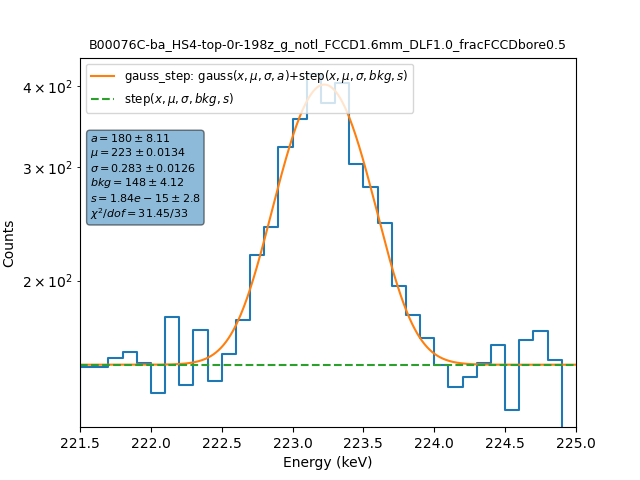 B00076C-ba_HS4-top-0r-198z_g_notl_FCCD1.6mm_DLF1.0_fracFCCDbore0.5
gauss_step: gauss(x, μ, σ, a)+step(x, μ, σ, bkg, s)
step(x, μ, σ, bkg, s)
a = 180 ± 8.11
μ = 223 ± 0.0134
σ = 0.283 ± 0.0126
bkg = 148 ± 4.12
s = 1.84e − 15 ± 2.8
χ²/dof = 31.45/33
4 × 10²
3 × 10²
2 × 10²
Counts
221.5 222.0 222.5 223.0 223.5 224.0 224.5 225.0
Energy (keV)